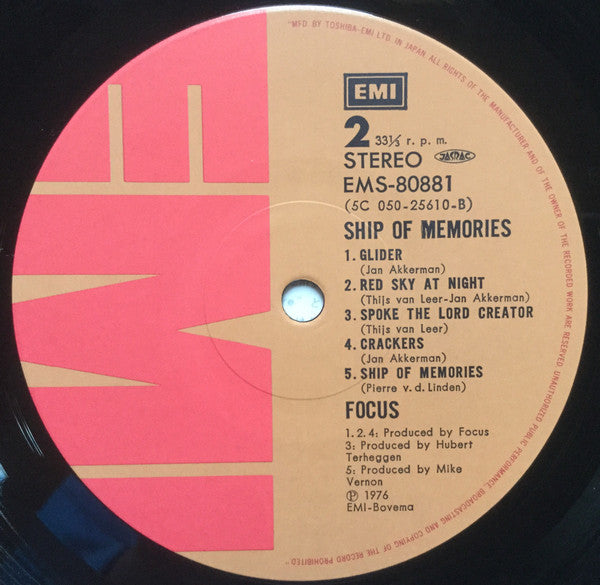 "MFD BY TOSHIBA-EMI LTD. IN JAPAN. ALL RIGHTS OF THE MANUFACTURER AND OF THE OWNER OF THE RECORDED WORK ARE RESERVED. UNAUTHORIZED PUBLIC PERFORMANCE, BROADCASTING AND COPYING OF THE RECORD PROHIBITED"
EMI
EMI
2 33⅓ r. p. m.
STEREO JASRAC
EMS-80881
(5C 050-25610-B)
SHIP OF MEMORIES
1. GLIDER
(Jan Akkerman)
2. RED SKY AT NIGHT
(Thijs van Leer-Jan Akkerman)
3. SPOKE THE LORD CREATOR
(Thijs van Leer)
4. CRACKERS
(Jan Akkerman)
5. SHIP OF MEMORIES
(Pierre v. d. Linden)
FOCUS
1. 2. 4: Produced by Focus
3: Produced by Hubert
Terheggen
5: Produced by Mike
Vernon
℗ 1976
EMI-Bovema